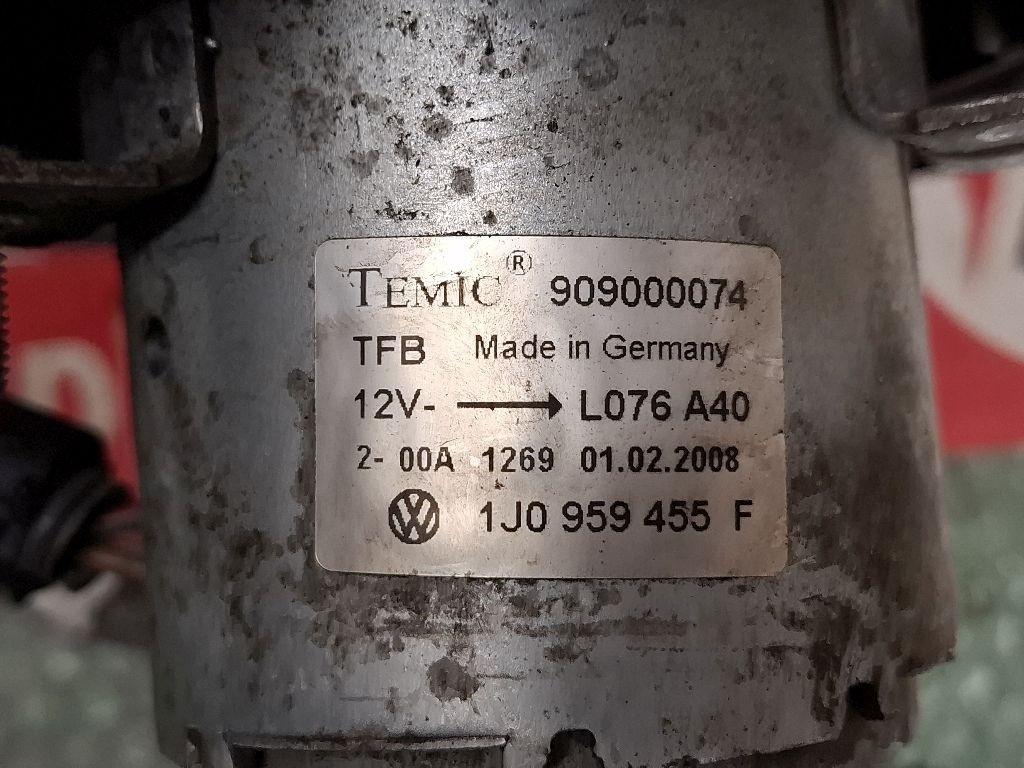 TEMIC ® 909000074
TFB Made in Germany
12V- L076 A40
2- 00A 1269 01.02.2008
1J0 959 455 F